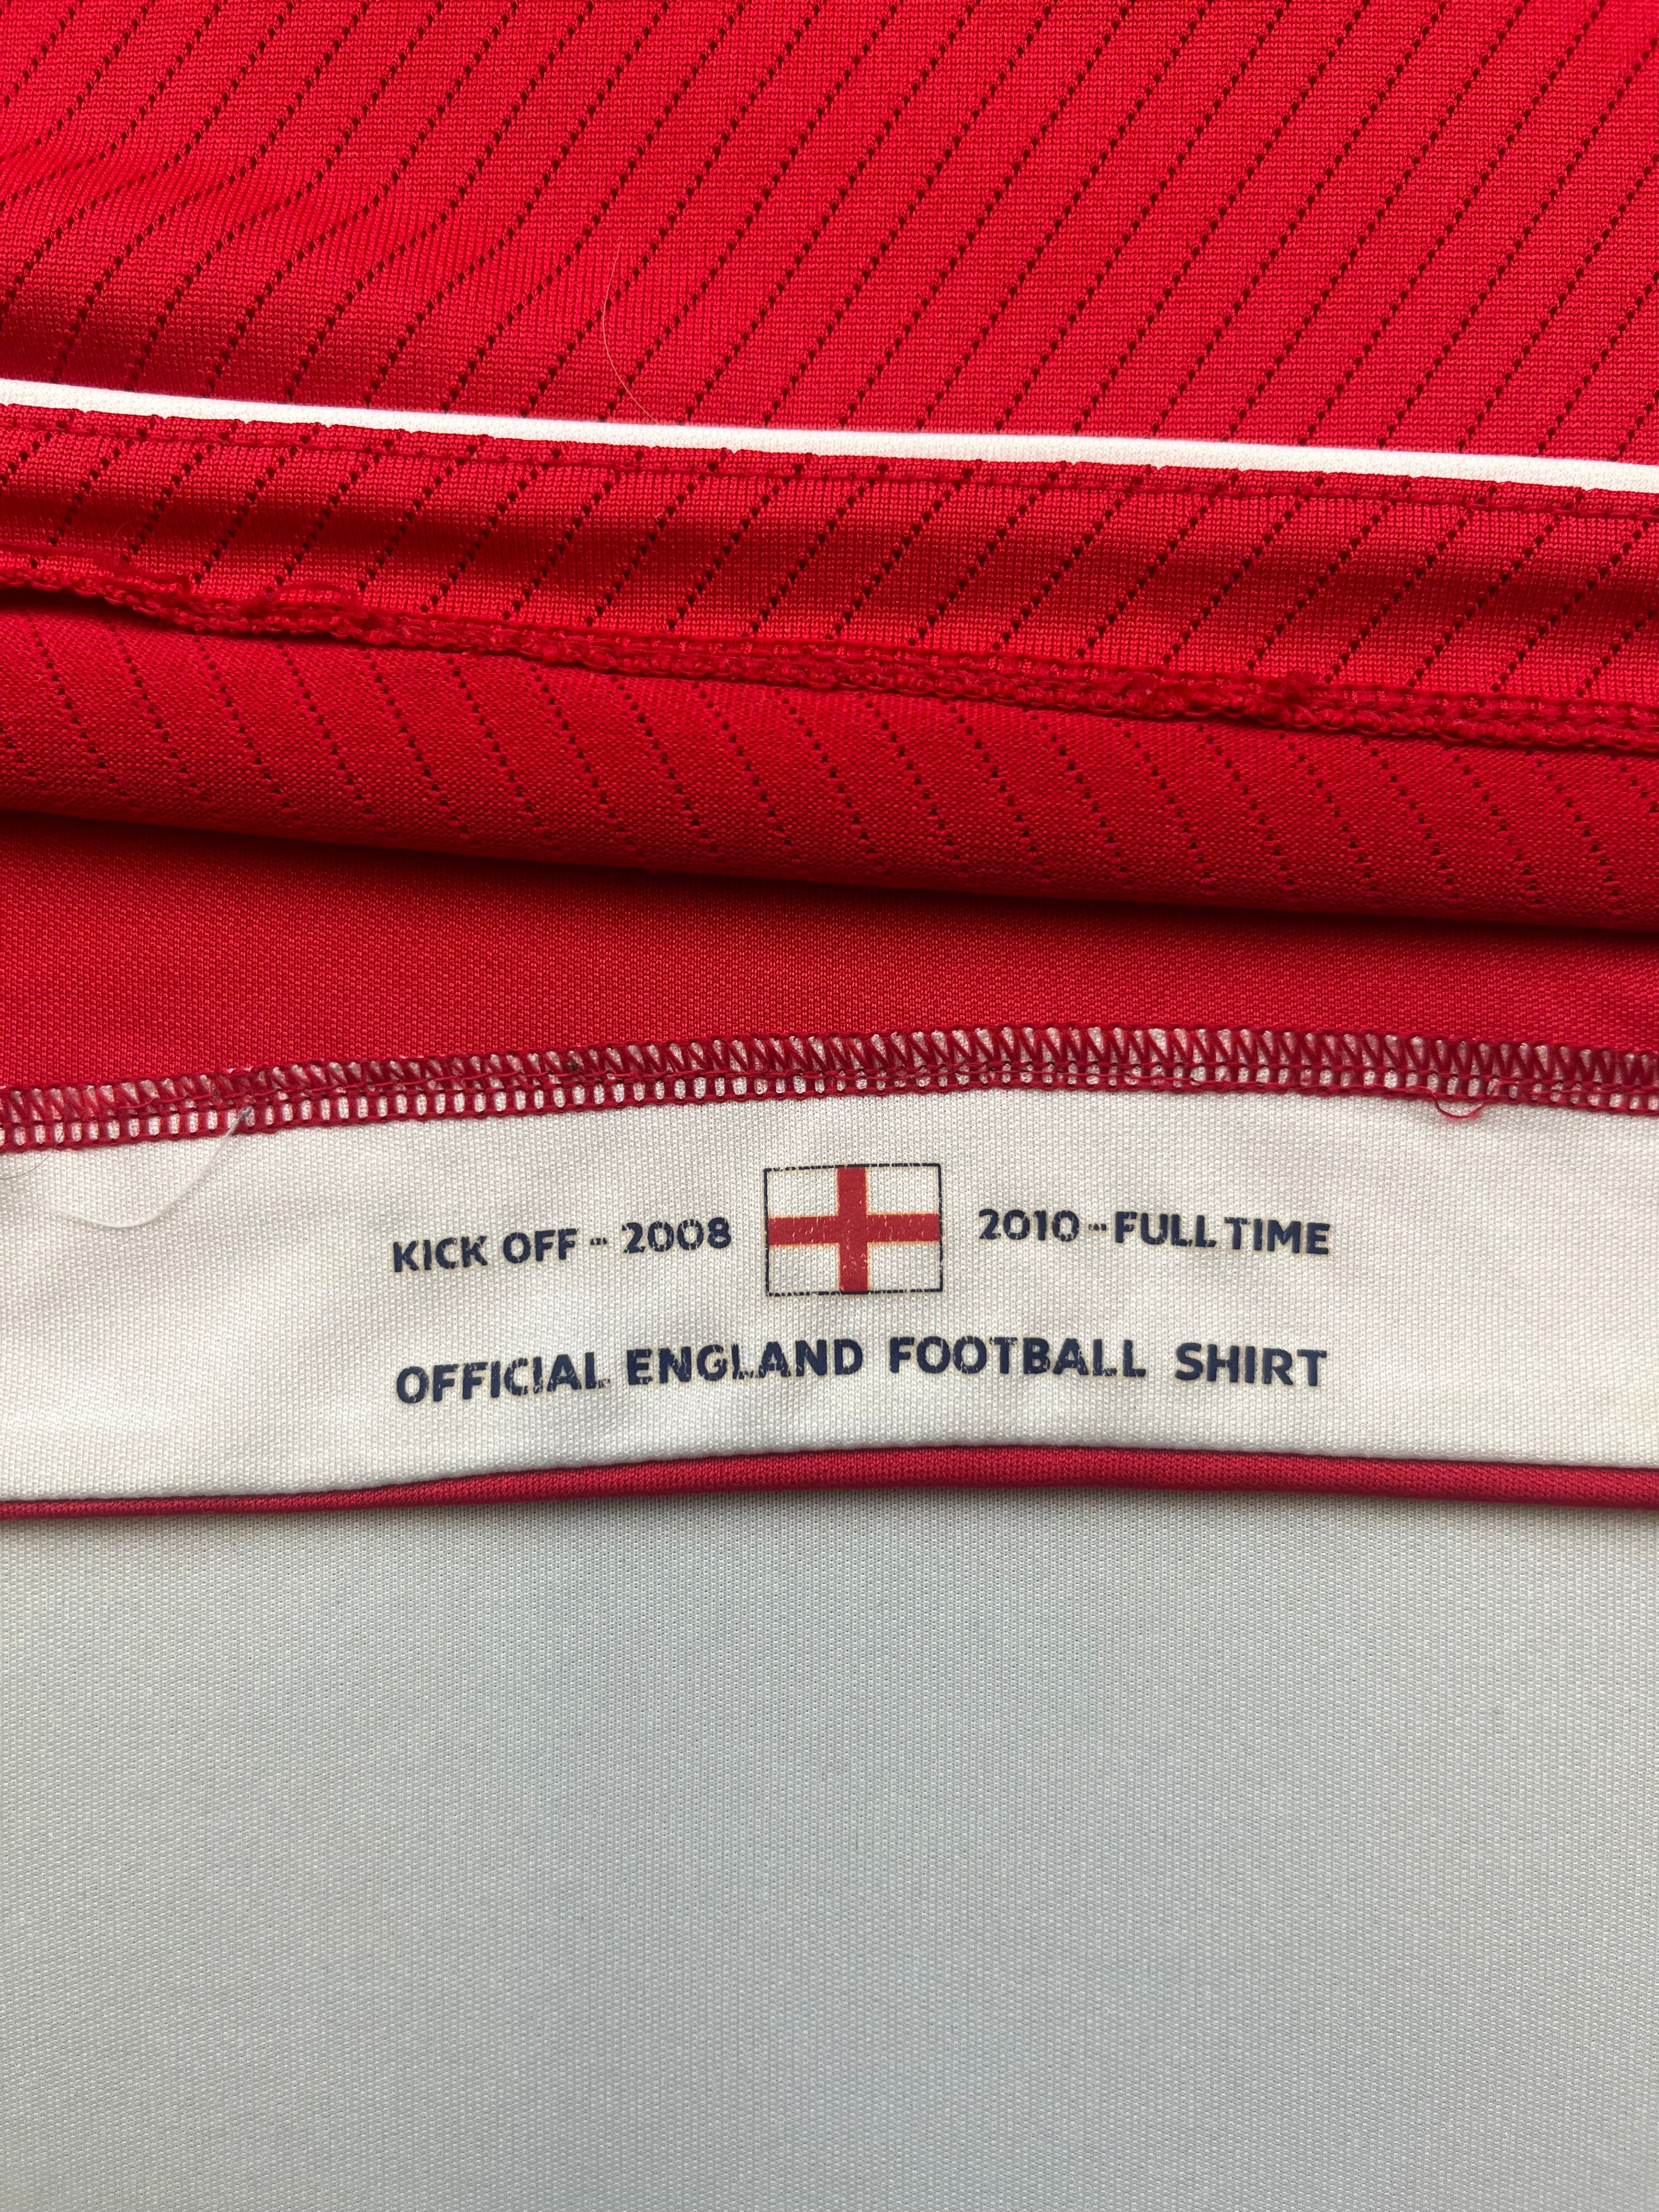 KICK OFF - 2008 2010 - FULL TIME
OFFICIAL ENGLAND FOOTBALL SHIRT